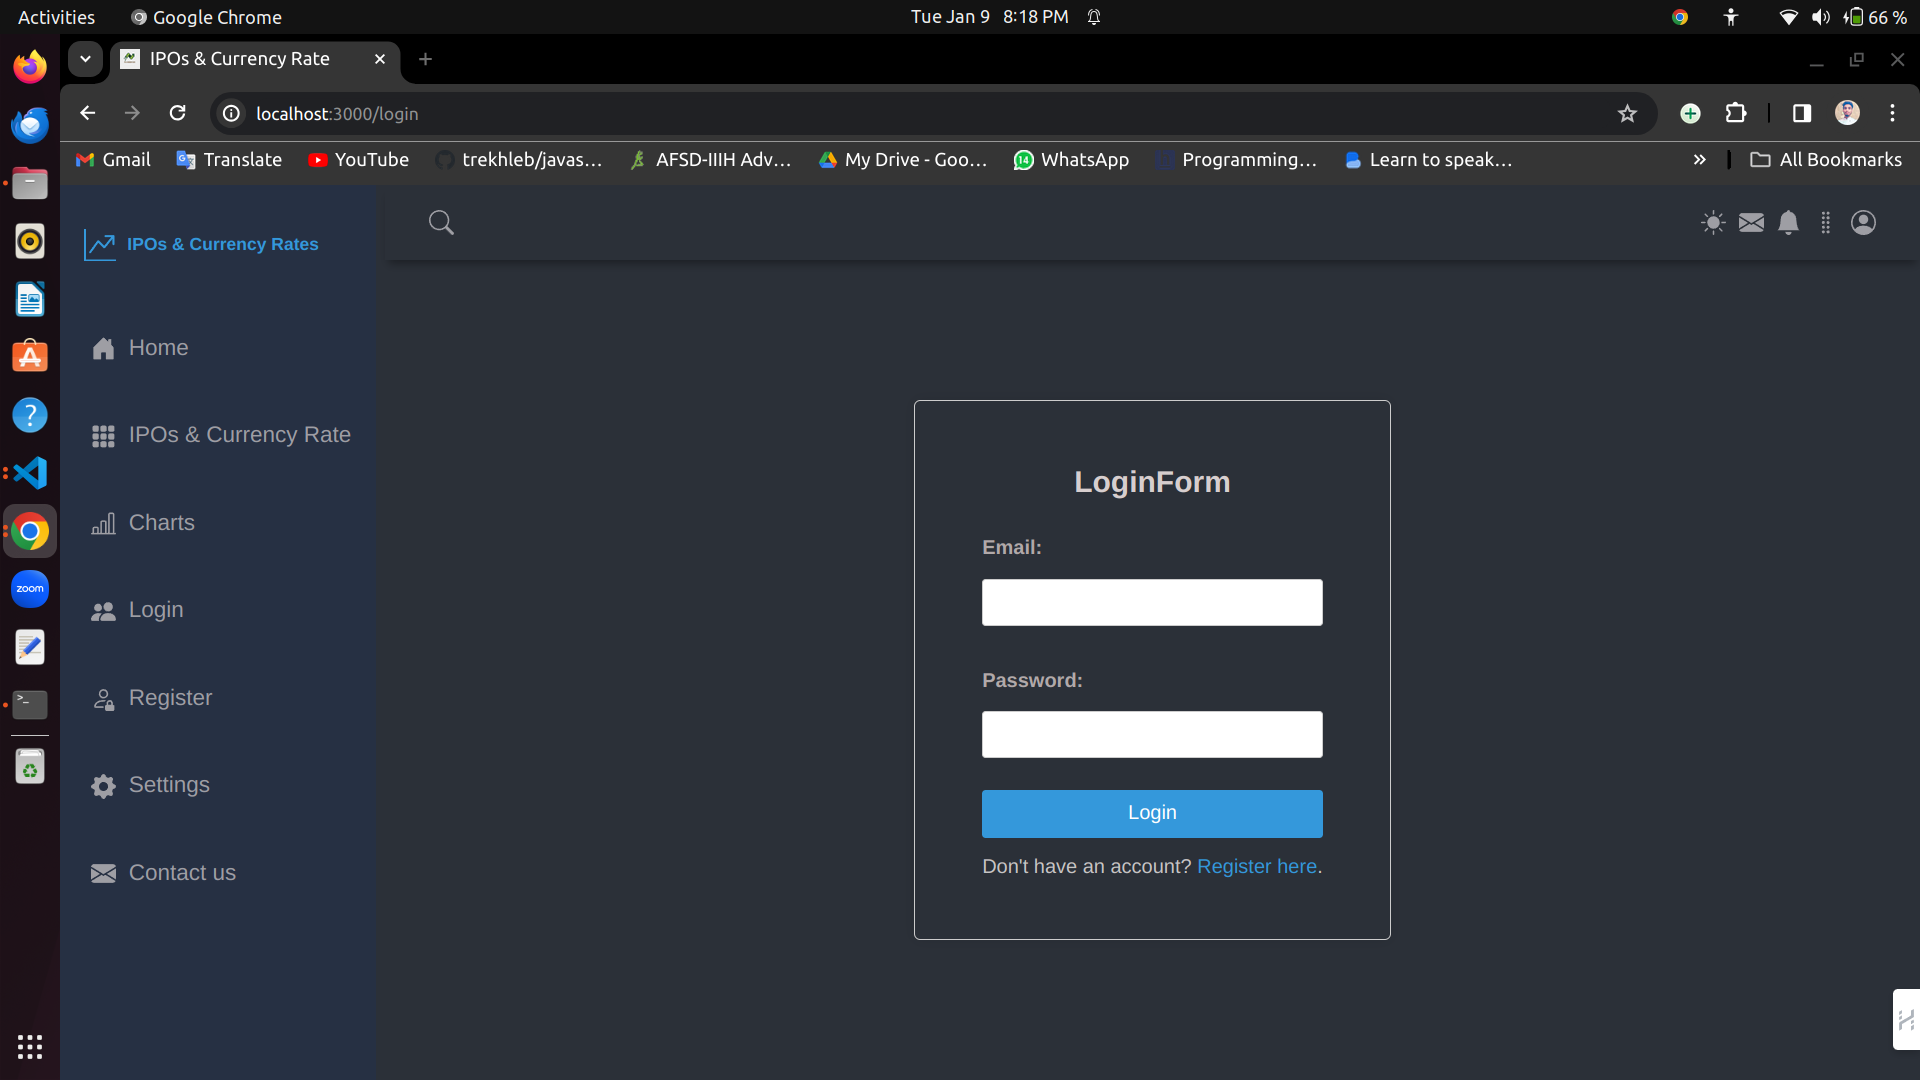 Activities
Google Chrome
Tue Jan 9 8:18 PM
66 %
IPOs & Currency Rate
localhost:3000/login
Gmail
Translate
YouTube
trekhleb/javas...
AFSD-IIIH Adv...
My Drive - Goo...
14
WhatsApp
Programming...
Learn to speak...
»
All Bookmarks
IPOs & Currency Rates
Home
IPOs & Currency Rate
Charts
Login
Register
Settings
Contact us
zoom
LoginForm
Email:
Password:
Login
Don't have an account? Register here.